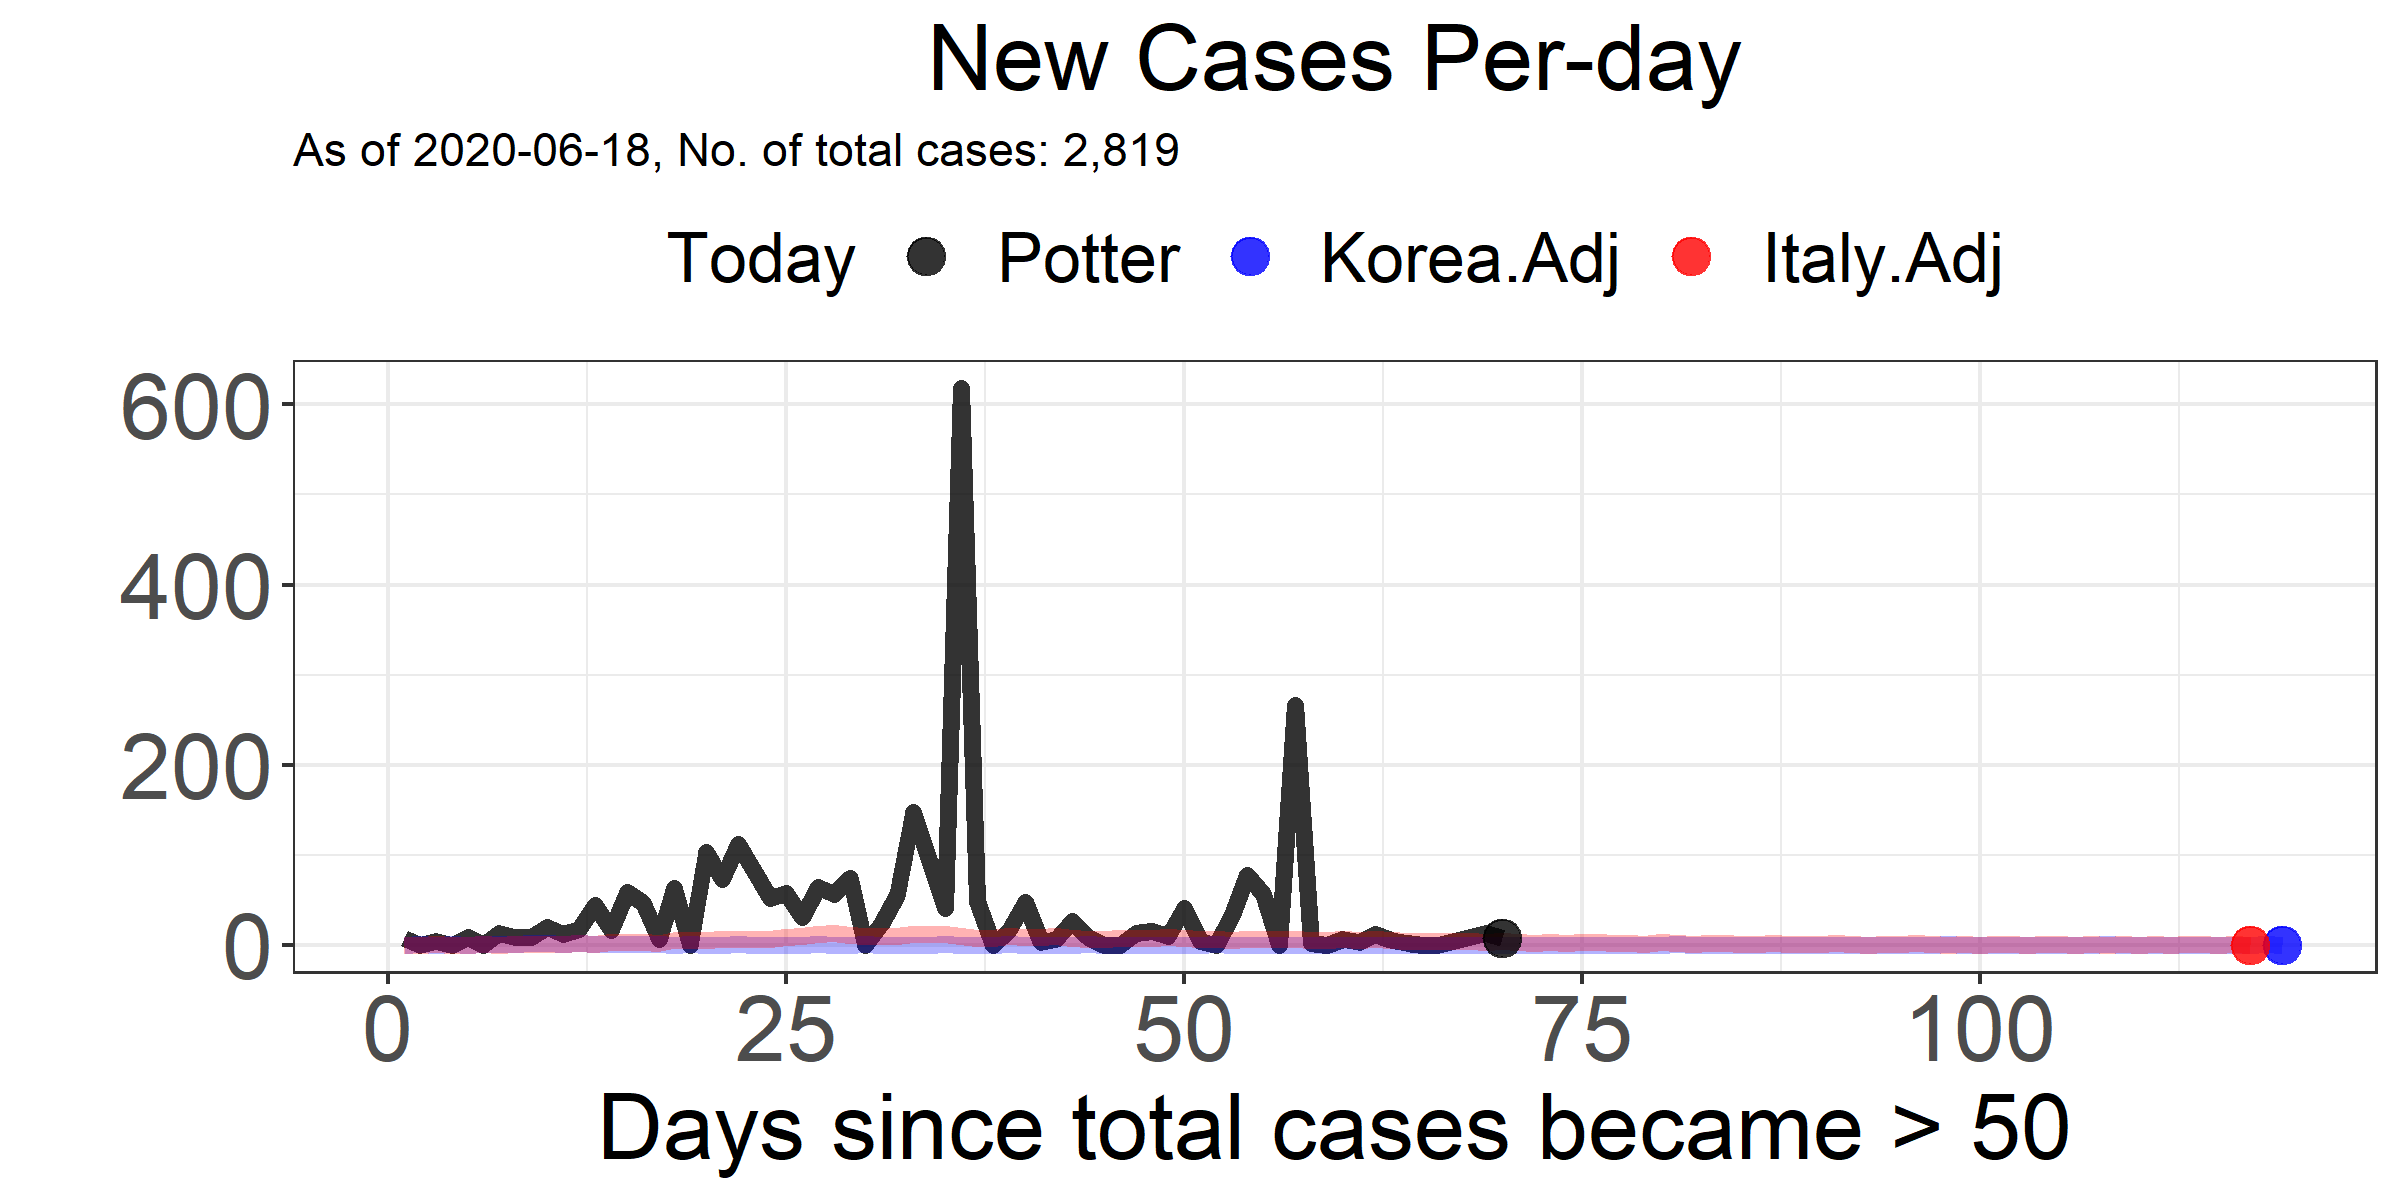 New Cases Per-day
As of 2020-06-18, No. of total cases: 2,819
Today Potter Korea.Adj Italy.Adj
600
400
200
0
0 25 50 75 100
Days since total cases became > 50